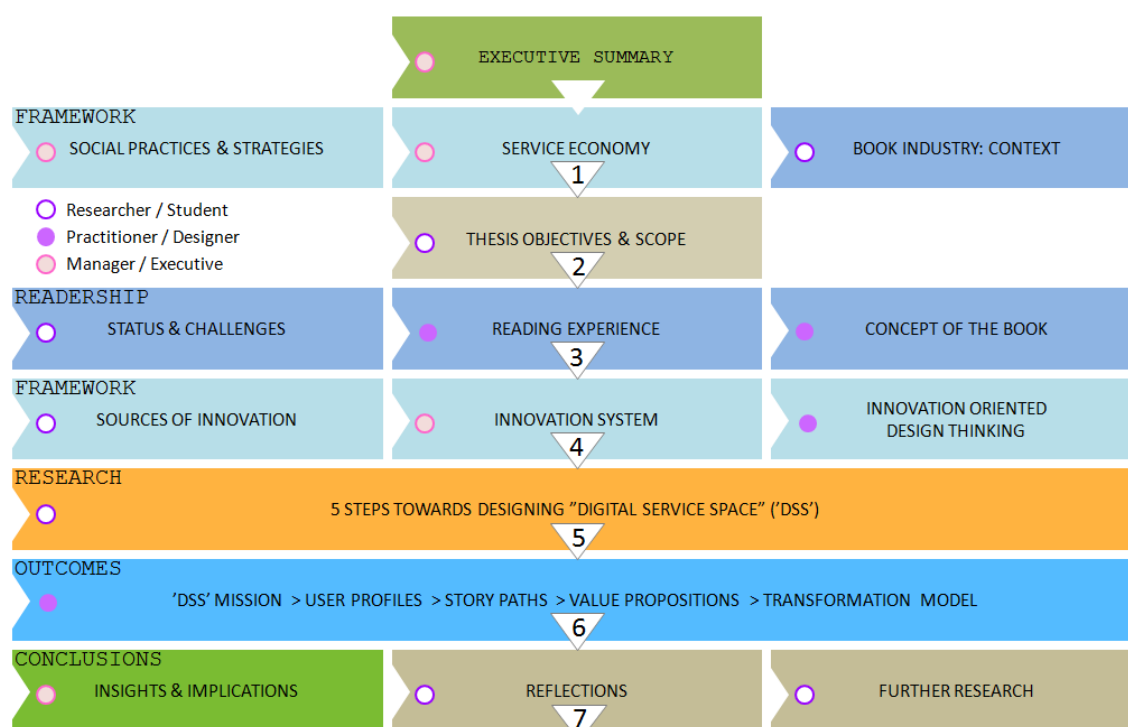 EXECUTIVE SUMMARY
FRAMEWORK
SOCIAL PRACTICES & STRATEGIES
SERVICE ECONOMY
BOOK INDUSTRY: CONTEXT
1
Researcher / Student
Practitioner / Designer
Manager / Executive
THESIS OBJECTIVES & SCOPE
2
READERSHIP
STATUS & CHALLENGES
READING EXPERIENCE
CONCEPT OF THE BOOK
3
FRAMEWORK
SOURCES OF INNOVATION
INNOVATION SYSTEM
INNOVATION ORIENTED
DESIGN THINKING
4
RESEARCH
5 STEPS TOWARDS DESIGNING ”DIGITAL SERVICE SPACE” (’DSS’)
5
OUTCOMES
’DSS’ MISSION > USER PROFILES > STORY PATHS > VALUE PROPOSITIONS > TRANSFORMATION MODEL
6
CONCLUSIONS
INSIGHTS & IMPLICATIONS
REFLECTIONS
FURTHER RESEARCH
7